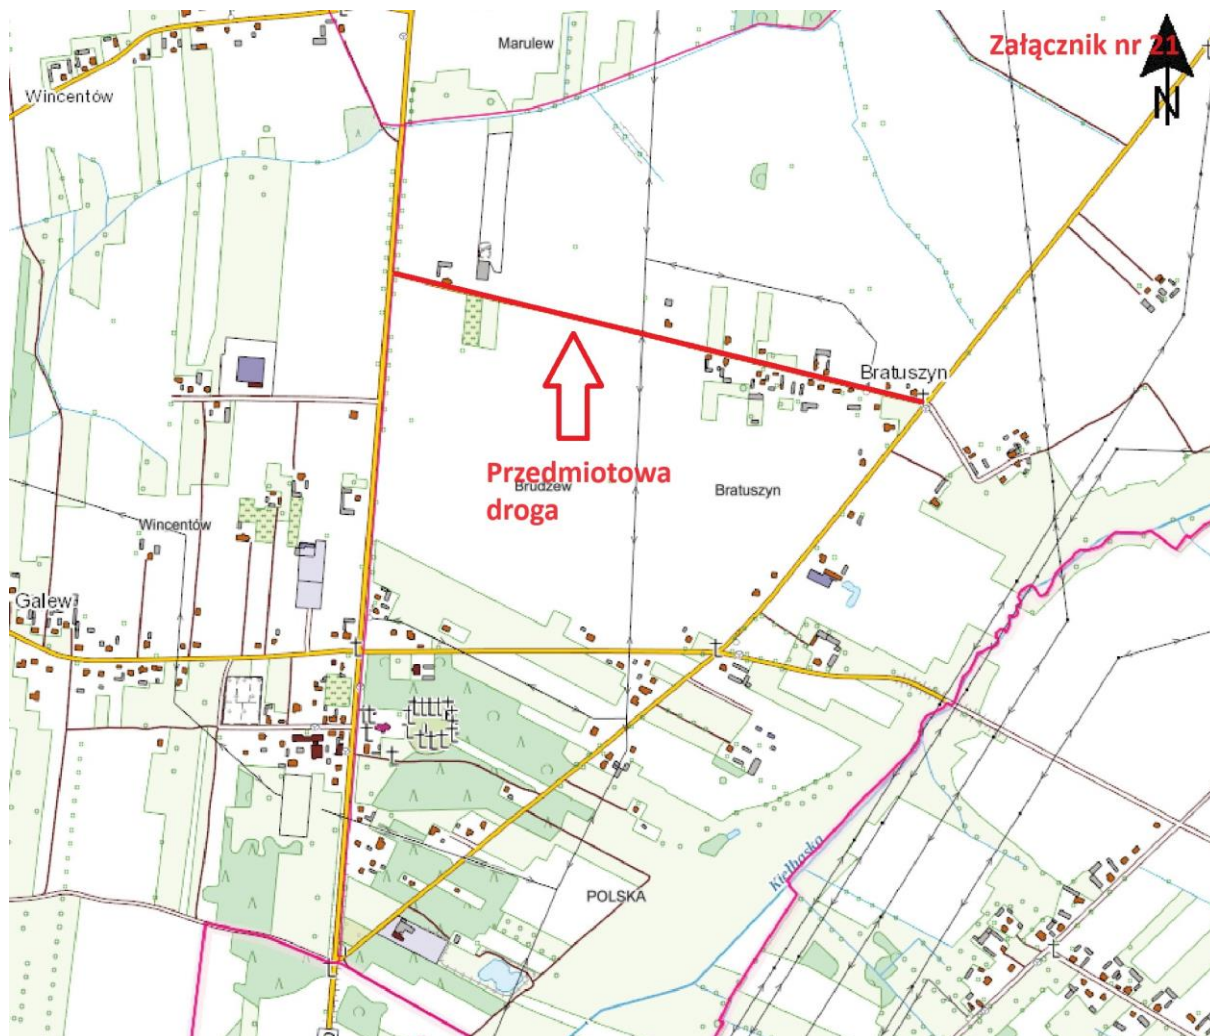 Marulew
Załącznik nr 21
Wincentów
N
Bratuszyn
Przedmiotowa
droga
Brudzew
Bratuszyn
Wincentów
Galew
Kiełbaska
POLSKA